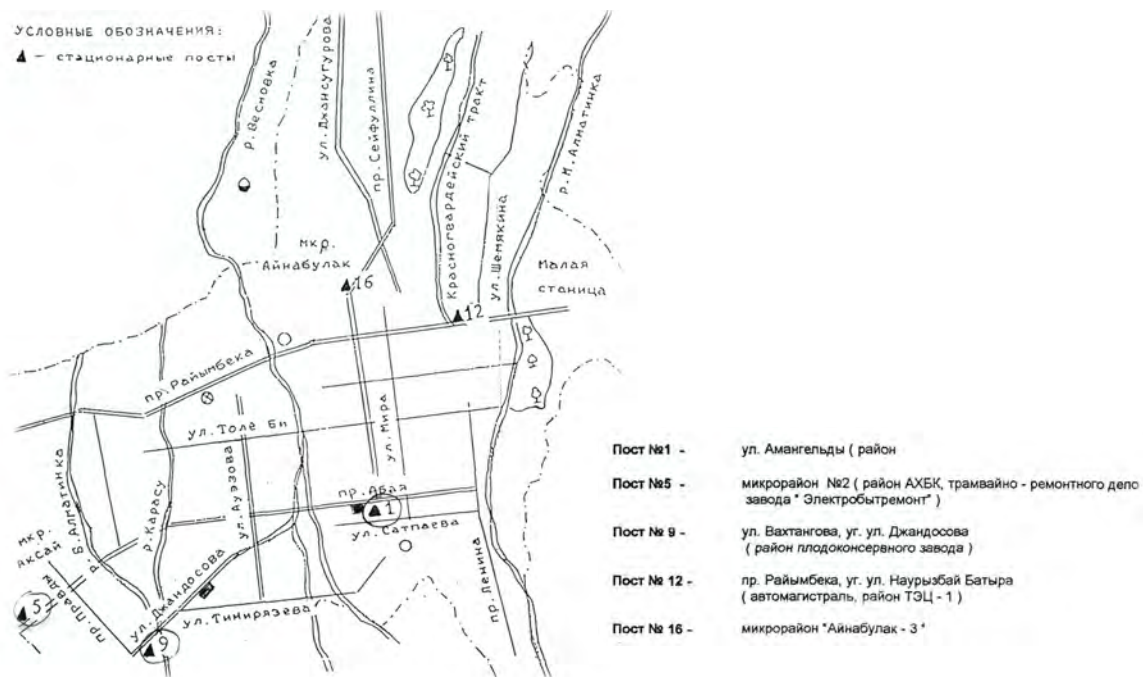 УСЛОВНЫЕ ОБОЗНАЧЕНИЯ:
▲ – стационарные посты
р. Весновка
ул. Джансугурова
пр. Сейфуллина
Красногвардейский тракт
ул. Шемякина
р. М. Алматинка
мкр.
Айнабулак
16
12
Малая
станица
пр. Райымбека
ул. Толе Би
ул. Мира
ул. Ауэзова
р. Карасу
р. Б. Алматинка
пр. Абая
1
ул. Сатпаева
мкр.
Аксай
5
пр. Правды
ул. Джандосова
ул. Тимирязева
пр. Ленина
9
Пост №1 - ул. Амангельды ( район
Пост №5 - микрорайон №2 ( район АХБК, трамвайно - ремонтного депо
завода " Электробытремонт" )
Пост № 9 - ул. Вахтангова, уг. ул. Джандосова
( район плодоконсервного завода )
Пост № 12 - пр. Райымбека, уг. ул. Наурызбай Батыра
( автомагистраль, район ТЭЦ - 1 )
Пост № 16 - микрорайон "Айнабулак - 3 "